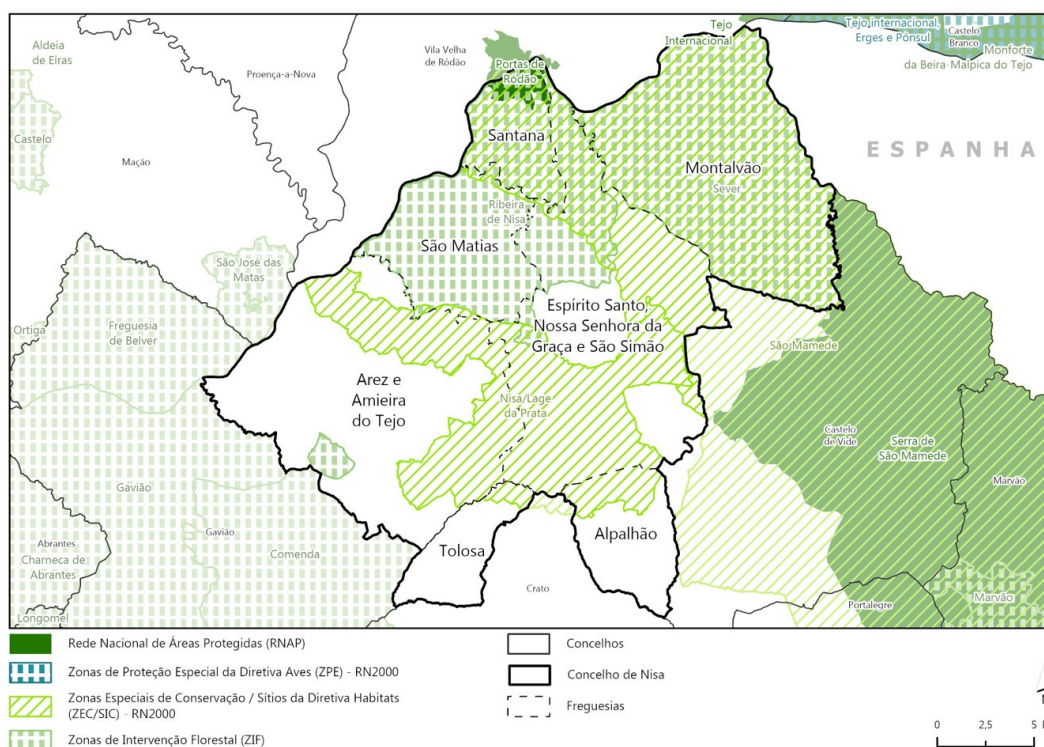 Aldeia
de Eiras
Proença-a-Nova
Vila Velha
de Ródão
Portas de
Ródão
Tejo
Internacional
Tejo internacional,
Erges e Pônsul
Castelo
Branco
Monforte
da Beira-Malpica do Tejo
Castelo
Mação
Santana
Montalvão
Sever
ESPANHA
Ribeira
de Nisa
São Matias
São José das
Matas
Ortiga
Freguesia
de Belver
Espírito Santo,
Nossa Senhora da
Graça e São Simão
São Mamede
Arez e
Amieira
do Tejo
Nisa/Lage
da Prata
Castelo
de Vide
Serra de
São Mamede
Marvão
Gavião
Gavião
Abrantes
Charneca de
Abrantes
Comenda
Tolosa
Alpalhão
Crato
Marvão
Portalegre
Longomel
Rede Nacional de Áreas Protegidas (RNAP)
Zonas de Proteção Especial da Diretiva Aves (ZPE) - RN2000
Zonas Especiais de Conservação / Sítios da Diretiva Habitats
(ZEC/SIC) - RN2000
Zonas de Intervenção Florestal (ZIF)
Concelhos
Concelho de Nisa
Freguesias
0 2,5 5